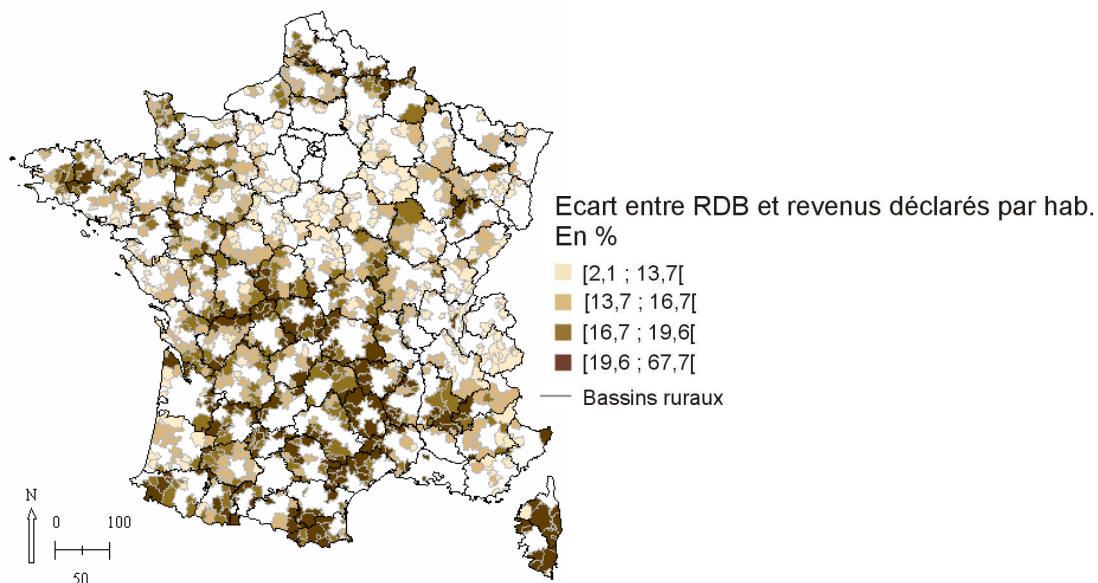 Ecart entre RDB et revenus déclarés par hab.
En %
[2,1 ; 13,7[
[13,7 ; 16,7[
[16,7 ; 19,6[
[19,6 ; 67,7[
Bassins ruraux
N
0 100
50